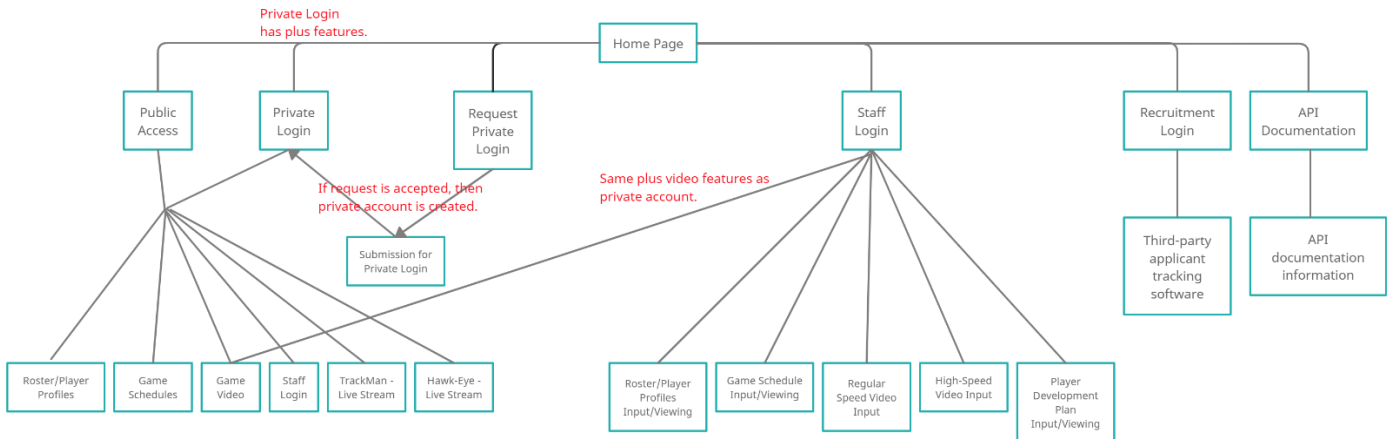 Private Login
has plus features.
Home Page
Public
Access
Private
Login
Request
Private
Login
Staff
Login
Recruitment
Login
API
Documentation
If request is accepted, then
private account is created.
Same plus video features as
private account.
Submission for
Private Login
Third-party
applicant
tracking
software
API
documentation
information
Roster/Player
Profiles
Game
Schedules
Game
Video
Staff
Login
TrackMan -
Live Stream
Hawk-Eye -
Live Stream
Roster/Player
Profiles
Input/Viewing
Game Schedule
Input/Viewing
Regular
Speed Video
Input
High-Speed
Video Input
Player
Development
Plan
Input/Viewing